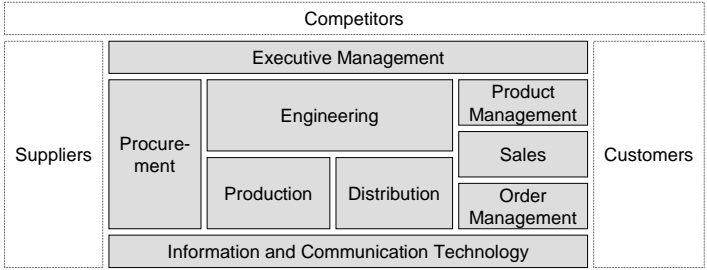 Competitors
Executive Management
Suppliers
Procure-
ment
Engineering
Production
Distribution
Product
Management
Sales
Order
Management
Customers
Information and Communication Technology